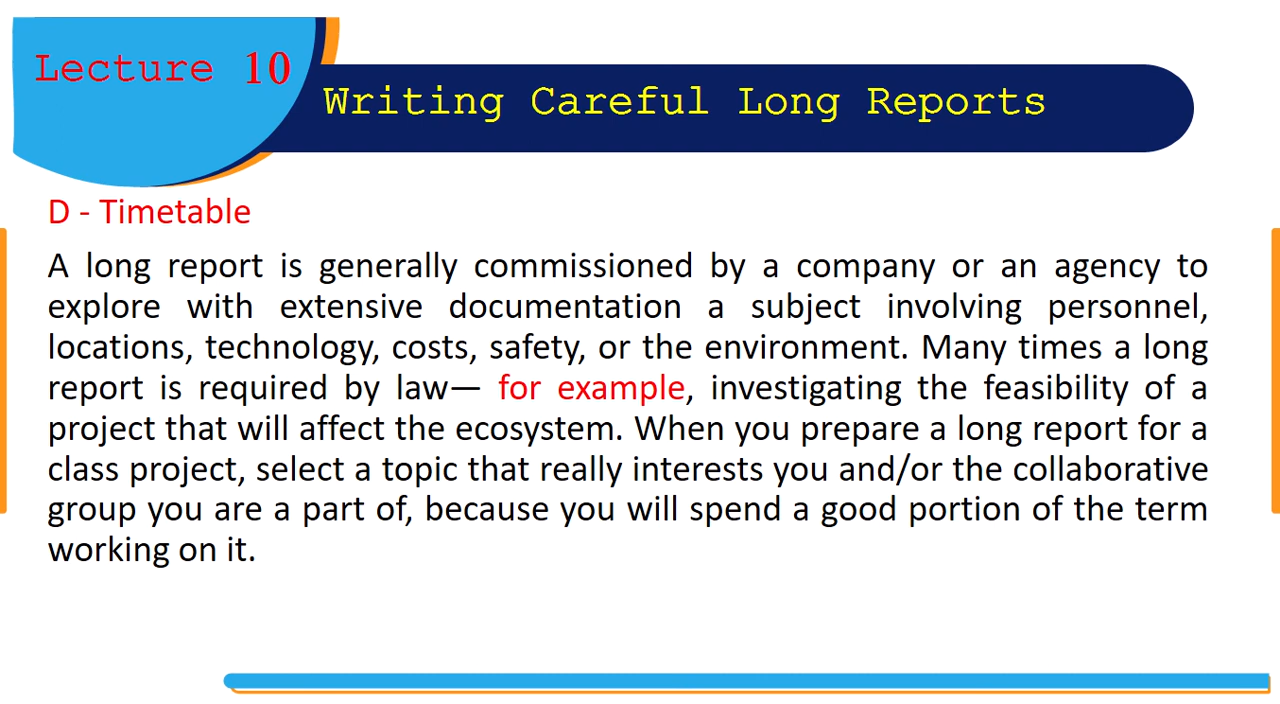 Lecture 10
Writing Careful Long Reports
D - Timetable
A long report is generally commissioned by a company or an agency to
explore with extensive documentation a subject involving personnel,
locations, technology, costs, safety, or the environment. Many times a long
report is required by law— for example, investigating the feasibility of a
project that will affect the ecosystem. When you prepare a long report for a
class project, select a topic that really interests you and/or the collaborative
group you are a part of, because you will spend a good portion of the term
working on it.